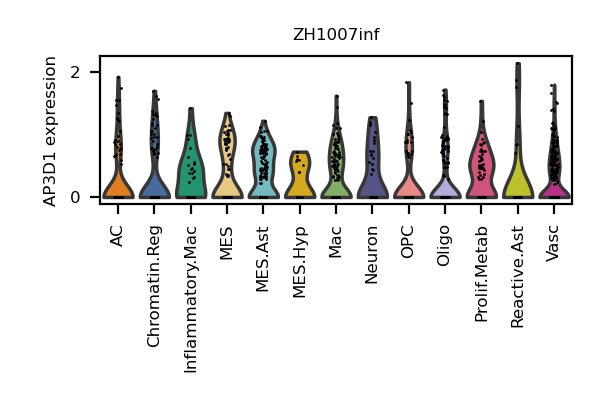 ZH1007inf
AP3D1 expression
2
0
AC
Chromatin.Reg
Inflammatory.Mac
MES
MES.Ast
MES.Hyp
Mac
Neuron
OPC
Oligo
Prolif.Metab
Reactive.Ast
Vasc